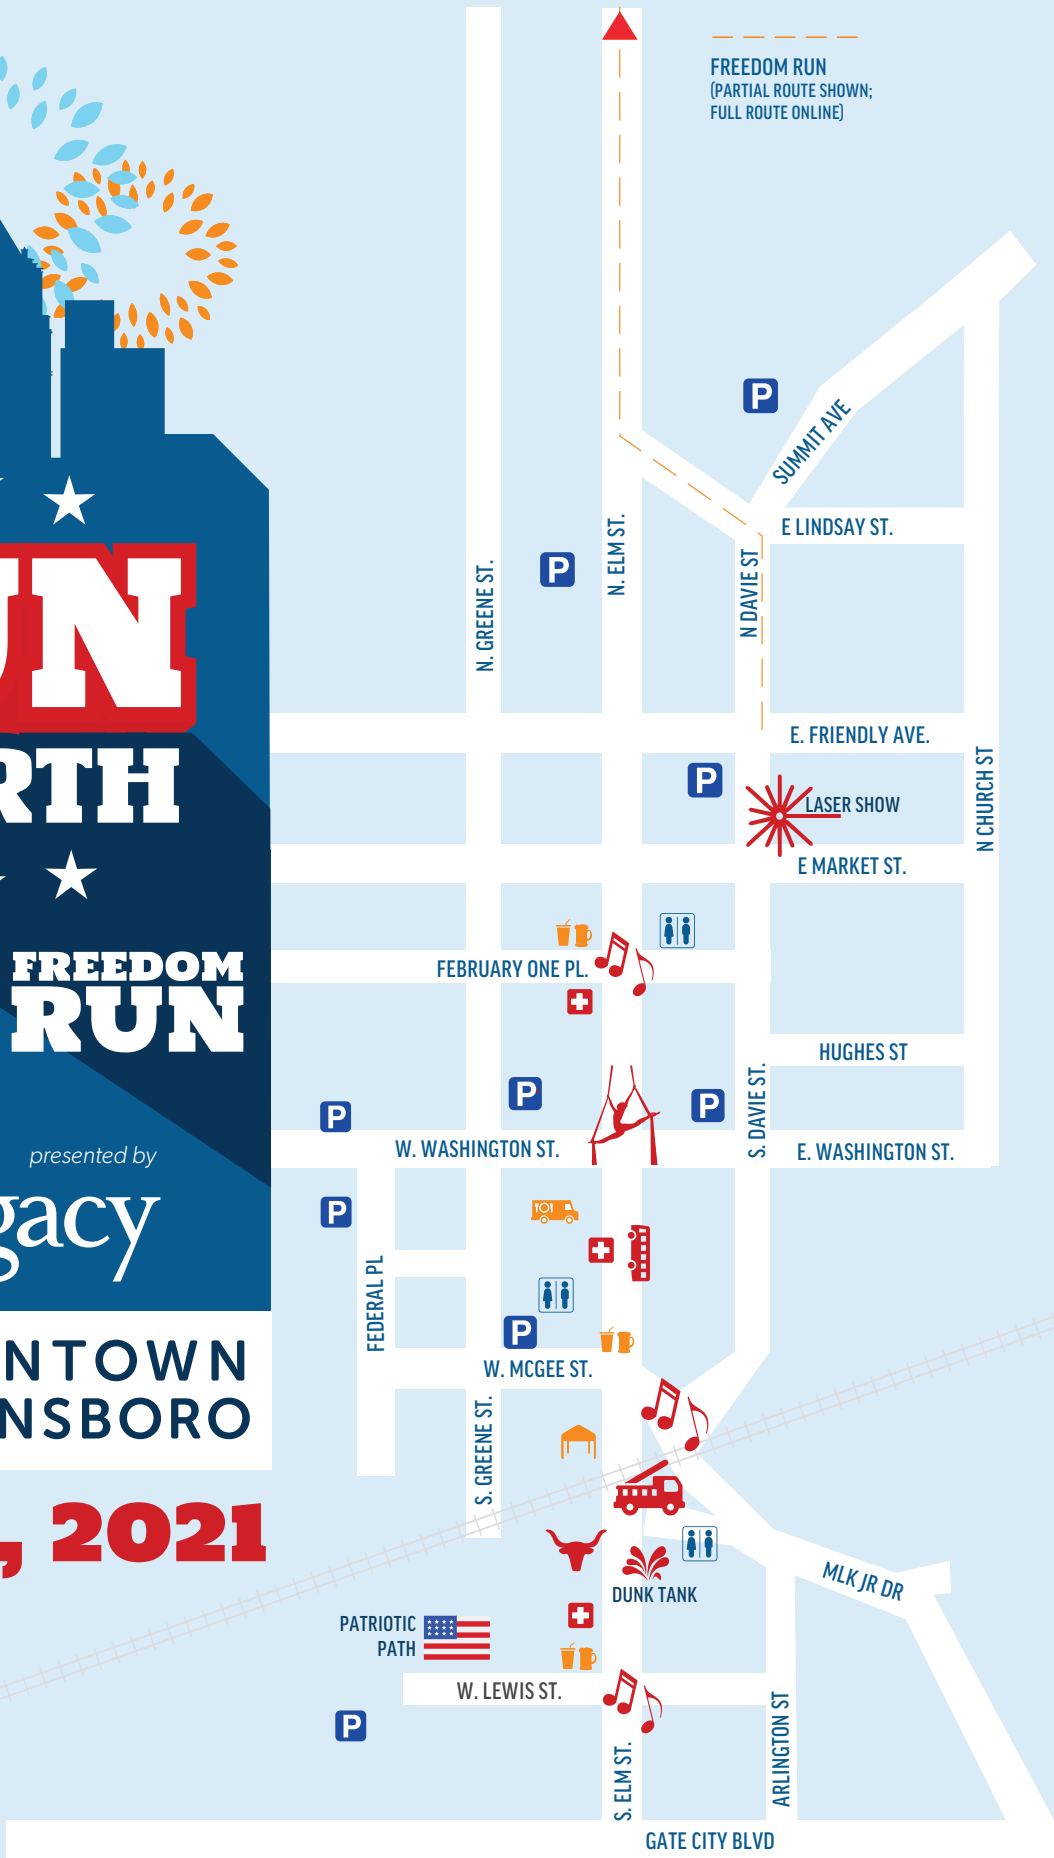 FREEDOM RUN
(PARTIAL ROUTE SHOWN;
FULL ROUTE ONLINE)
SUMMIT AVE
E LINDSAY ST.
N. GREENE ST.
N. ELM ST.
N DAVIE ST
E. FRIENDLY AVE.
N CHURCH ST
LASER SHOW
E MARKET ST.
FEBRUARY ONE PL.
HUGHES ST
S. DAVIE ST.
W. WASHINGTON ST.
E. WASHINGTON ST.
FEDERAL PL
W. MCGEE ST.
S. GREENE ST.
DUNK TANK
MLK JR DR
PATRIOTIC
PATH
W. LEWIS ST.
ARLINGTON ST
S. ELM ST.
GATE CITY BLVD
P
P
P
P
P
P
P
P
P
UN
RTH
FREEDOM
RUN
presented by
gacy
NTOWN
NSBORO
, 2021